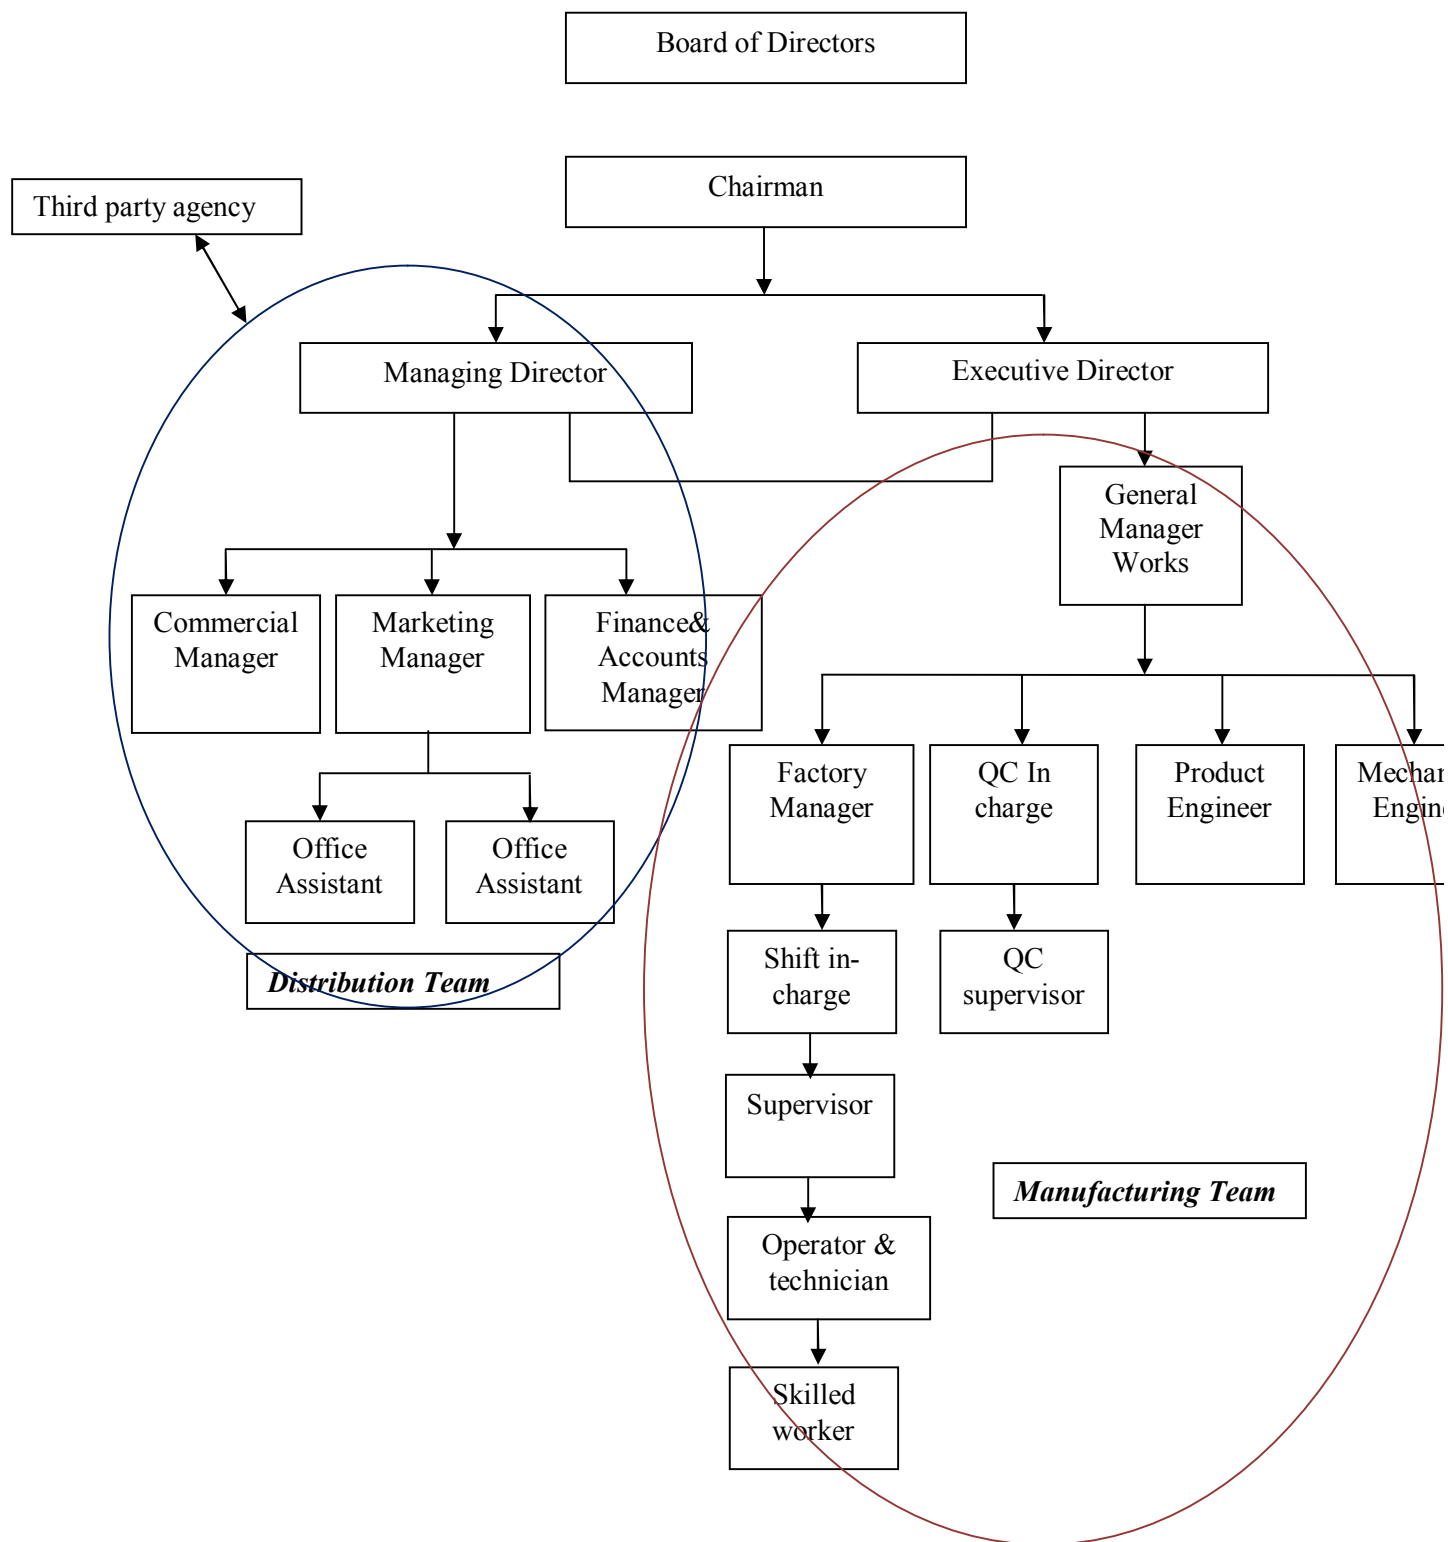 Board of Directors
Chairman
Third party agency
Managing Director
Executive Director
General
Manager
Works
Commercial
Manager
Marketing
Manager
Finance&
Accounts
Manager
Factory
Manager
QC In
charge
Product
Engineer
Office
Assistant
Office
Assistant
Shift in-
charge
QC
supervisor
Distribution Team
Supervisor
Manufacturing Team
Operator &
technician
Skilled
worker